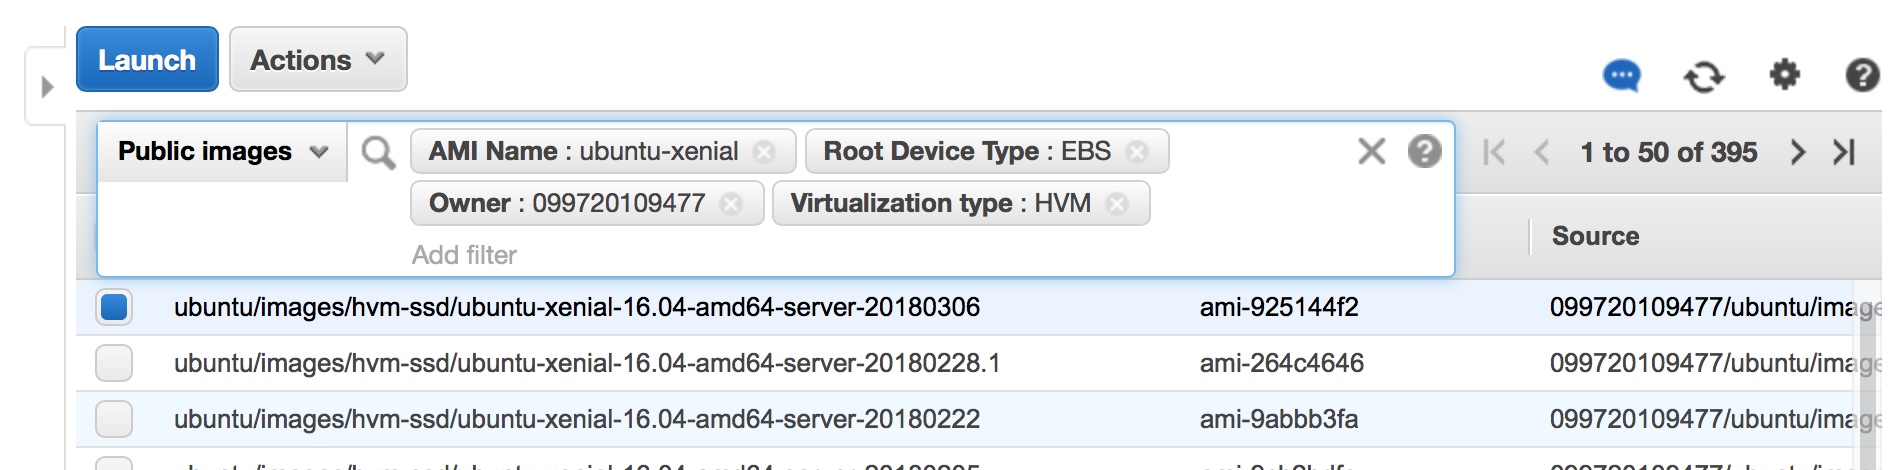 Launch Actions
Public images AMI Name : ubuntu-xenial Root Device Type : EBS 1 to 50 of 395
Owner : 099720109477 Virtualization type : HVM
Add filter Source
ubuntu/images/hvm-ssd/ubuntu-xenial-16.04-amd64-server-20180306 ami-925144f2 099720109477/ubuntu/image
ubuntu/images/hvm-ssd/ubuntu-xenial-16.04-amd64-server-20180228.1 ami-264c4646 099720109477/ubuntu/image
ubuntu/images/hvm-ssd/ubuntu-xenial-16.04-amd64-server-20180222 ami-9abbb3fa 099720109477/ubuntu/image